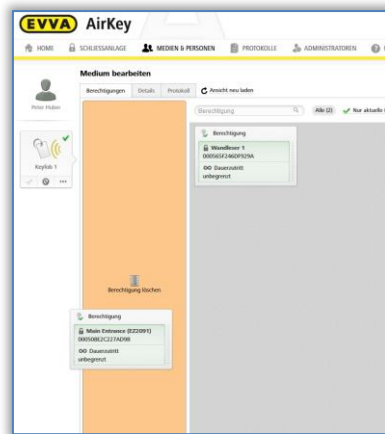 EVVA AirKey
HOME SCHLIESSANLAGE MEDIEN & PERSONEN PROTOKOLLE ADMINISTRATOREN
Medium bearbeiten
Peter Huber
Berechtigungen Details Protokoll Ansicht neu laden
Berechtigung Alle (2) Nur aktuelle
Berechtigung
Wandleser 1
000565F246DF929A
Dauerzutritt
unbegrenzt
Keyfob 1
Berechtigung löschen
Berechtigung
Main Entrance (EZ2091)
000508E2C227AD9B
Dauerzutritt
unbegrenzt